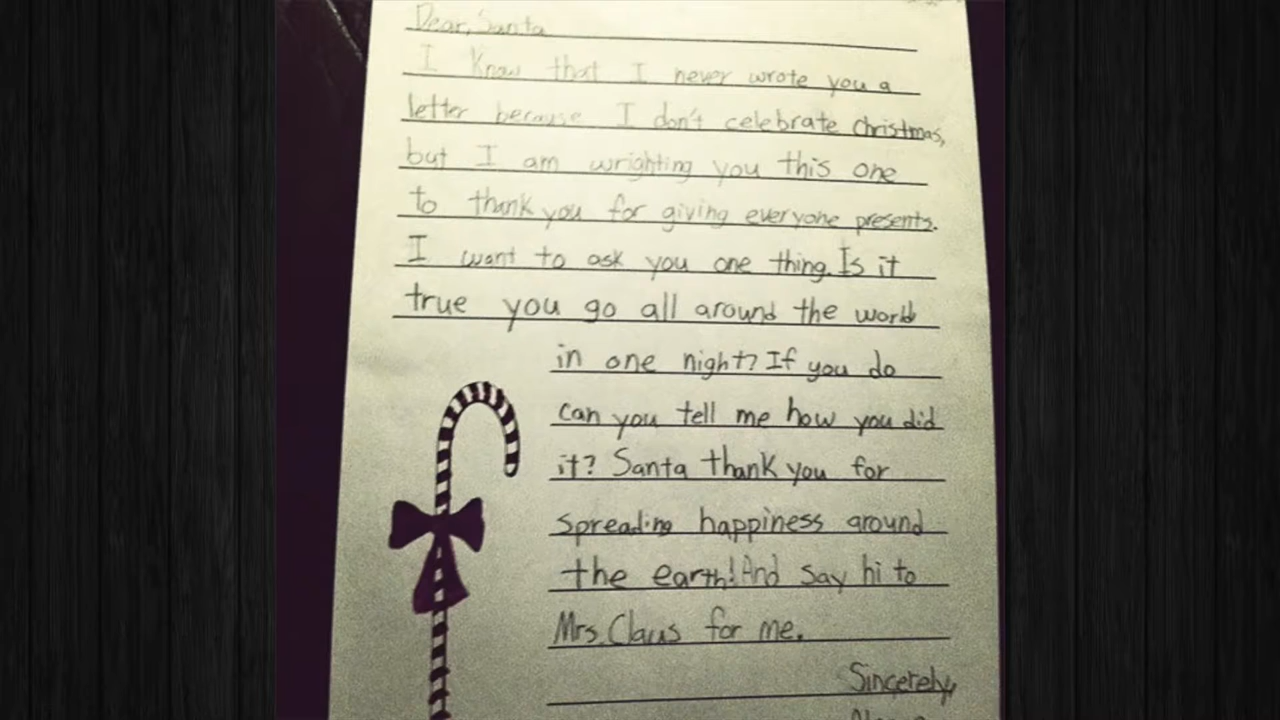 Dear, Santa
I Know that I never wrote you a
letter because I don't celebrate christmas,
but I am wrighting you this one
to thank you for giving everyone presents.
I want to ask you one thing. Is it
true you go all around the world
in one night? If you do
can you tell me how you did
it? Santa thank you for
spreading happiness around
the earth! And say hi to
Mrs. Claus for me.
Sincerely,